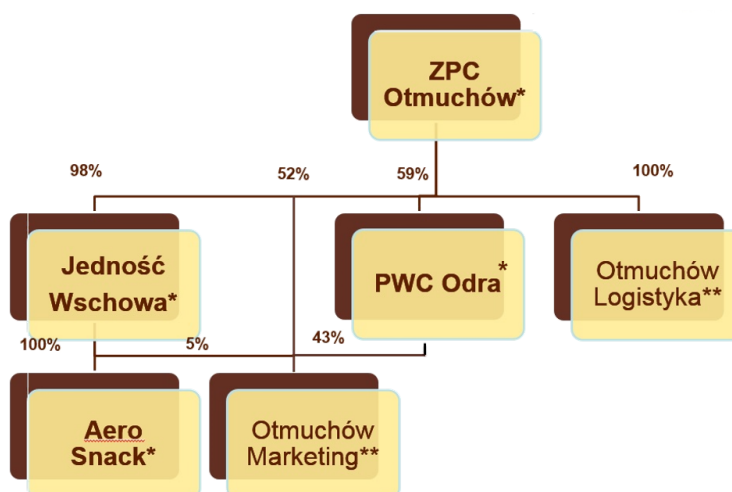 ZPC
Otmuchów*
98%
52%
59%
100%
Jedność
Wschowa*
PWC Odra*
Otmuchów
Logistyka**
100%
5%
43%
Aero
Snack*
Otmuchów
Marketing**